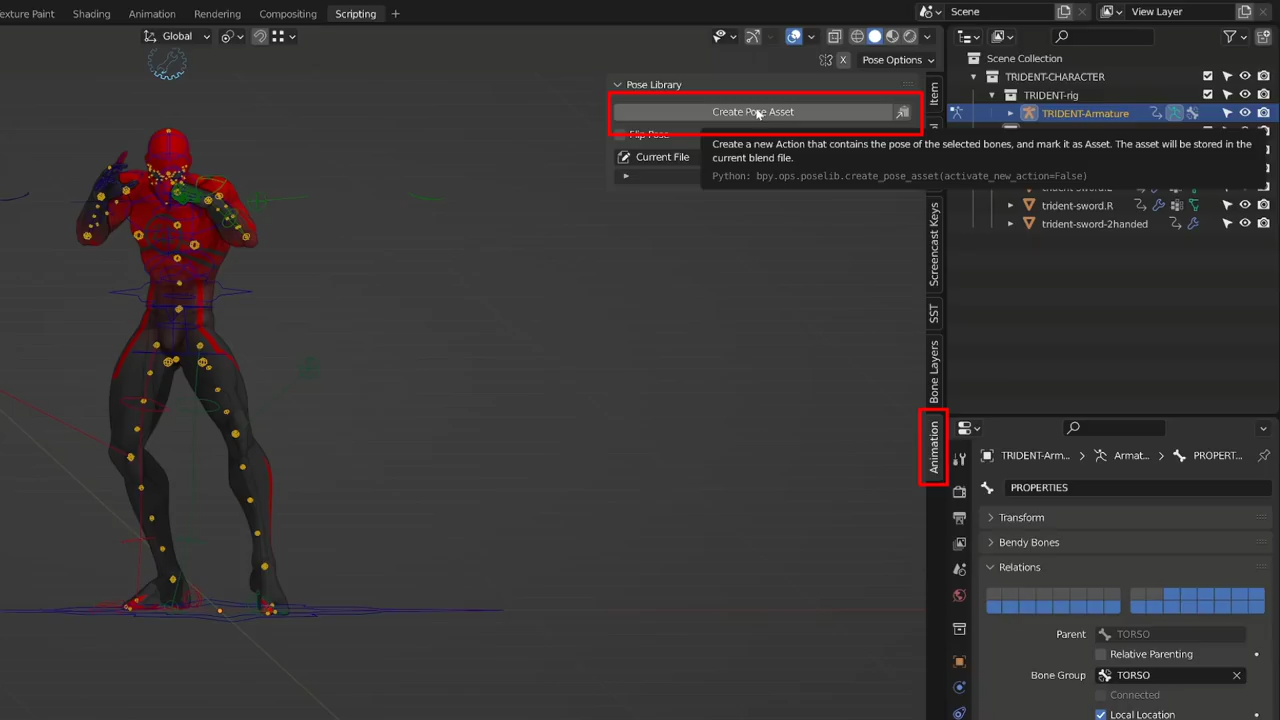 Texture Paint Shading Animation Rendering Compositing Scripting + Scene View Layer
Global
X Pose Options
Scene Collection
Pose Library
TRIDENT-CHARACTER
Item
TRIDENT-rig
Create Pose Asset
TRIDENT-Armature
Flip Pose
Create a new Action that contains the pose of the selected bones, and mark it as Asset. The asset will be stored in the
current blend file.
Current File
Python: bpy.ops.poselib.create_pose_asset(activate_new_action=False)
trident-sword.R
trident-sword-2handed
Screencast Keys
SST
Bone Layers
Animation
TRIDENT-Arm... > Armat... > PROPERT...
PROPERTIES
Transform
Bendy Bones
Relations
Parent TORSO
Relative Parenting
Bone Group TORSO
Connected
Local Location